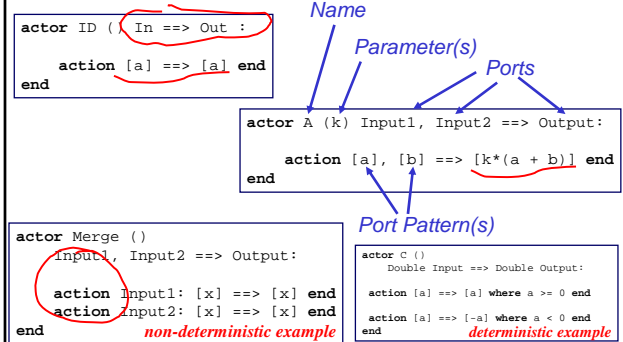 Name
actor ID () In ==> Out :
action [a] ==> [a] end
end
Parameter(s)
Ports
actor A (k) Input1, Input2 ==> Output:
action [a], [b] ==> [k*(a + b)] end
end
Port Pattern(s)
actor Merge ()
Input1, Input2 ==> Output:
action Input1: [x] ==> [x] end
action Input2: [x] ==> [x] end
end non-deterministic example
actor C ()
Double Input ==> Double Output:
action [a] ==> [a] where a >= 0 end
action [a] ==> [-a] where a < 0 end
end deterministic example